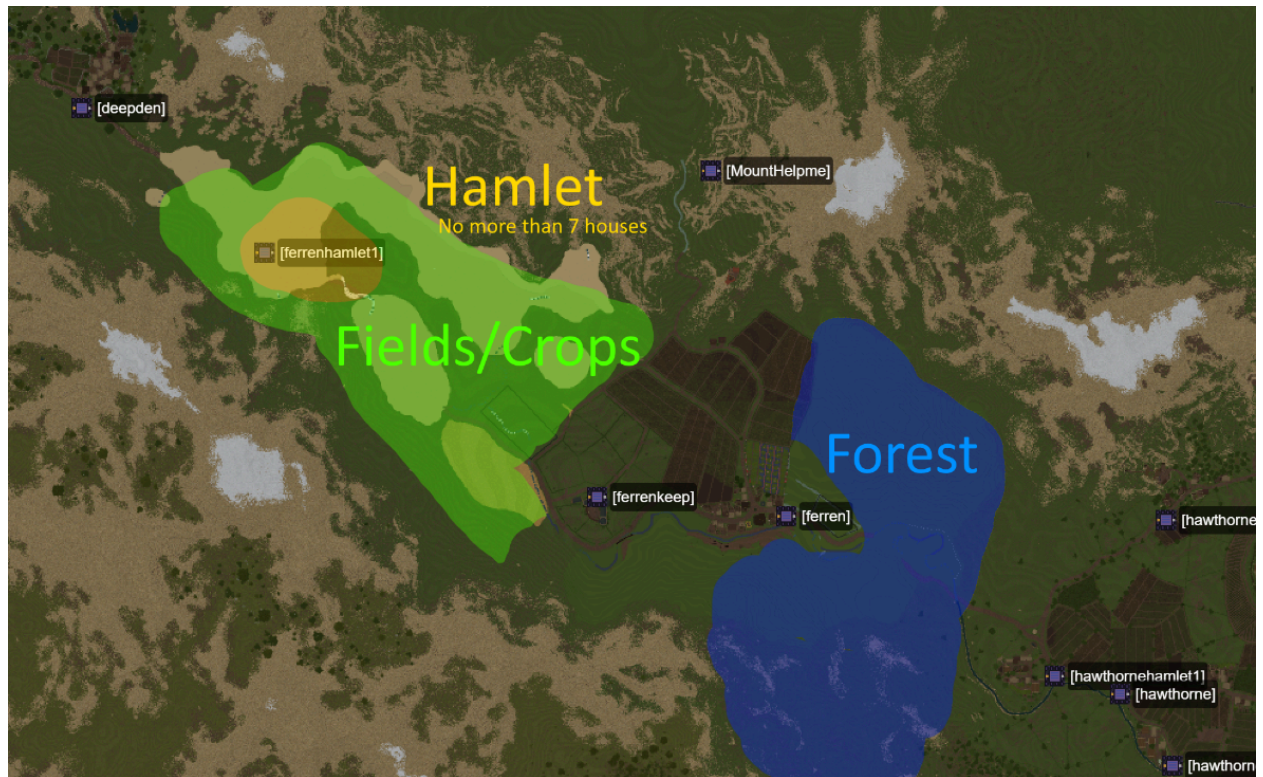 [deepden]
Hamlet
[MountHelpme]
No more than 7 houses
[ferrenhamlet1]
Fields/Crops
Forest
[ferrenkeep]
[ferren]
[hawthorne
[hawthornehamlet1]
[hawthorne]
[hawthorn